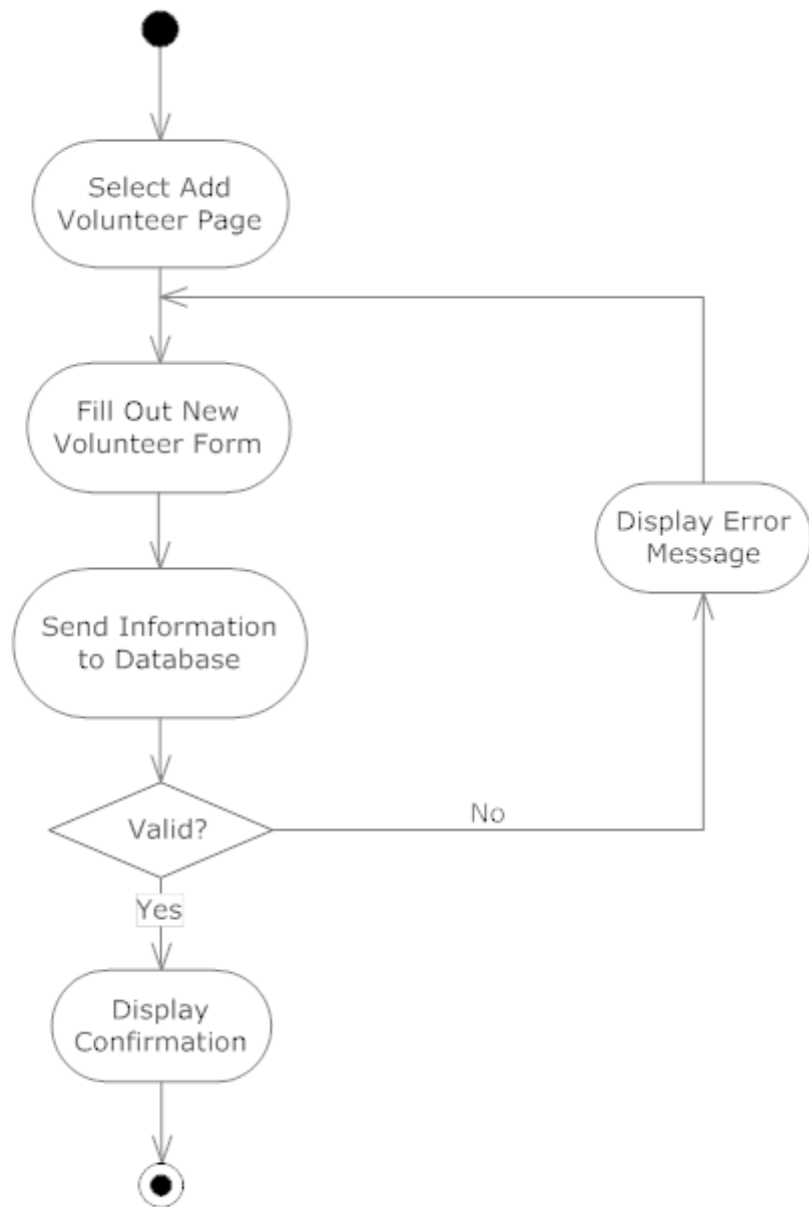 Select Add
Volunteer Page
Fill Out New
Volunteer Form
Display Error
Message
Send Information
to Database
Valid?
No
Yes
Display
Confirmation